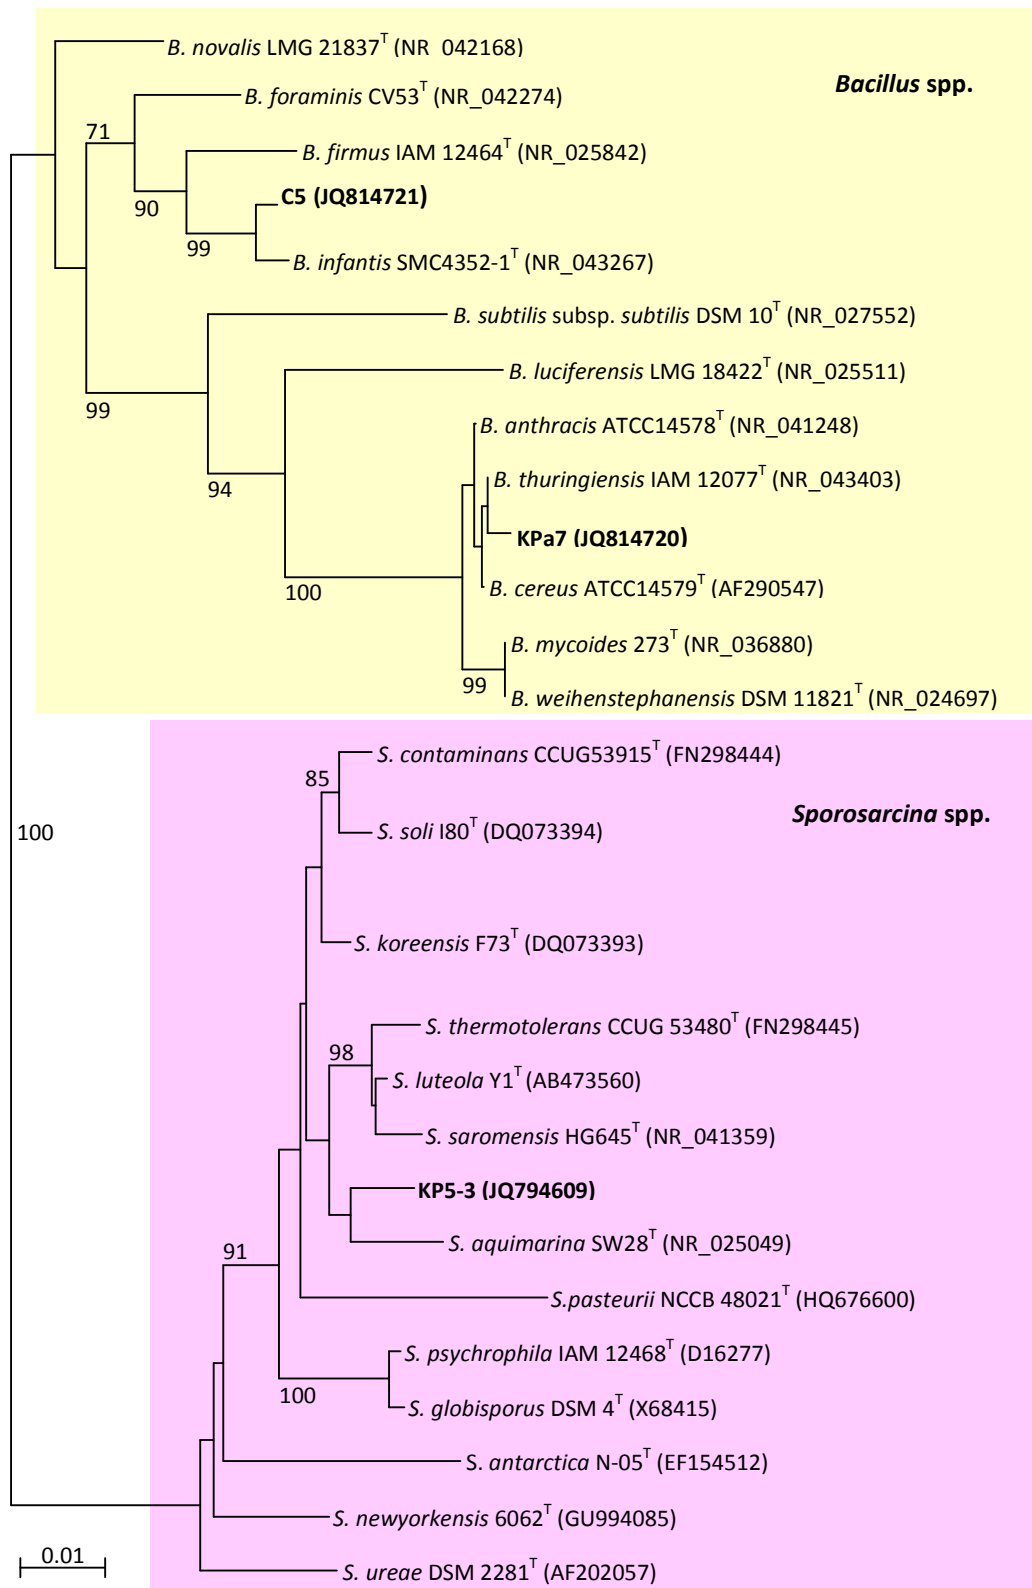 B. novalis LMG 21837T (NR 042168)
Bacillus spp.
B. foraminis CV53T (NR_042274)
71
B. firmus IAM 12464T (NR_025842)
C5 (JQ814721)
90
99
B. infantis SMC4352-1T (NR_043267)
B. subtilis subsp. subtilis DSM 10T (NR_027552)
B. luciferensis LMG 18422T (NR_025511)
99
B. anthracis ATCC14578T (NR_041248)
B. thuringiensis IAM 12077T (NR_043403)
94
KPa7 (JQ814720)
B. cereus ATCC14579T (AF290547)
100
B. mycoides 273T (NR_036880)
99
B. weihenstephanensis DSM 11821T (NR_024697)
S. contaminans CCUG53915T (FN298444)
85
Sporosarcina spp.
100
S. soli I80T (DQ073394)
S. koreensis F73T (DQ073393)
S. thermotolerans CCUG 53480T (FN298445)
98
S. luteola Y1T (AB473560)
S. saromensis HG645T (NR_041359)
KP5-3 (JQ794609)
S. aquimarina SW28T (NR_025049)
91
S.pasteurii NCCB 48021T (HQ676600)
S. psychrophila IAM 12468T (D16277)
100
S. globisporus DSM 4T (X68415)
S. antarctica N-05T (EF154512)
S. newyorkensis 6062T (GU994085)
0.01
S. ureae DSM 2281T (AF202057)